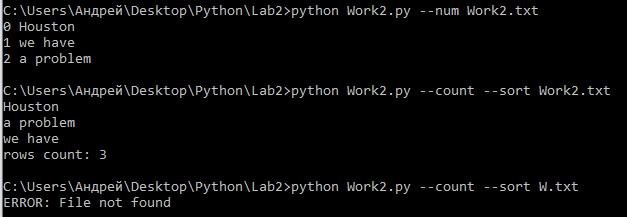 C:\Users\Андрей\Desktop\Python\Lab2>python Work2.py --num Work2.txt
0 Houston
1 we have
2 a problem
C:\Users\Андрей\Desktop\Python\Lab2>python Work2.py --count --sort Work2.txt
Houston
a problem
we have
rows count: 3
C:\Users\Андрей\Desktop\Python\Lab2>python Work2.py --count --sort W.txt
ERROR: File not found